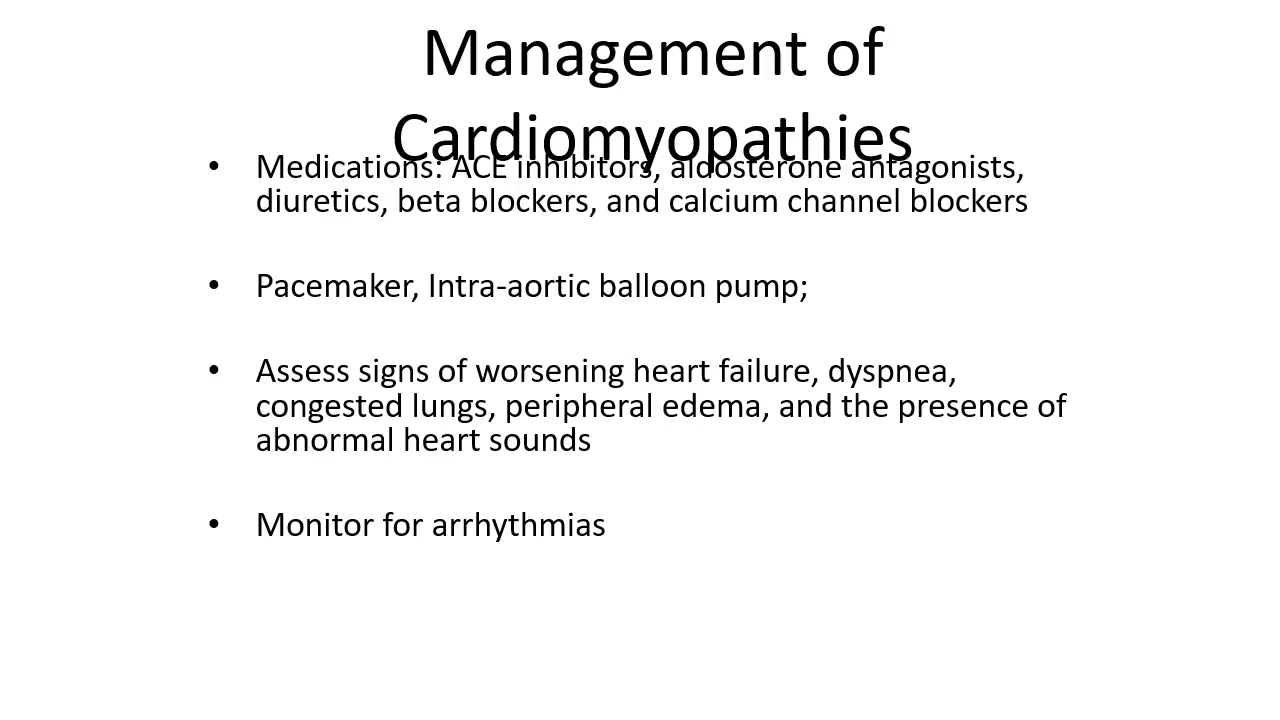 Management of
Cardiomyopathies
• Medications: ACE inhibitors, aldosterone antagonists,
diuretics, beta blockers, and calcium channel blockers
• Pacemaker, Intra-aortic balloon pump;
• Assess signs of worsening heart failure, dyspnea,
congested lungs, peripheral edema, and the presence of
abnormal heart sounds
• Monitor for arrhythmias